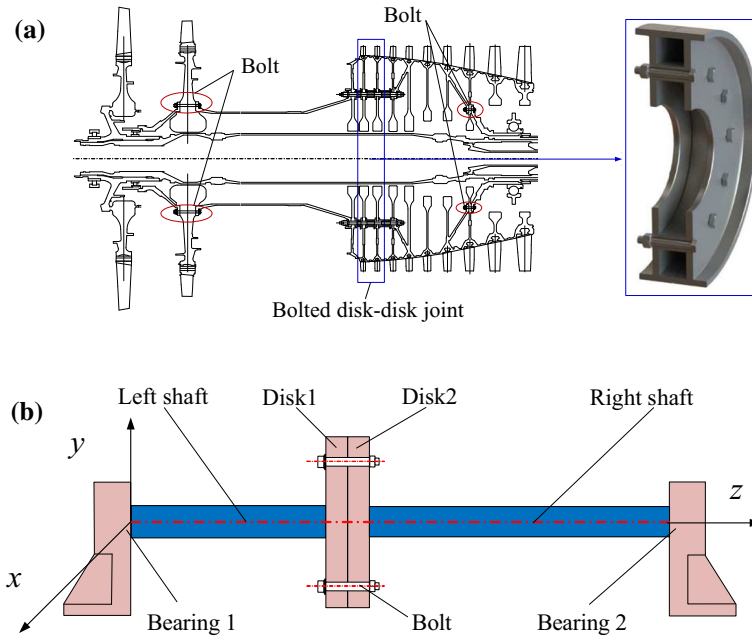 (a)
Bolt
Bolt
Bolted disk-disk joint
(b)
Left shaft
Disk1
Disk2
Right shaft
y
z
x
Bearing 1
Bolt
Bearing 2